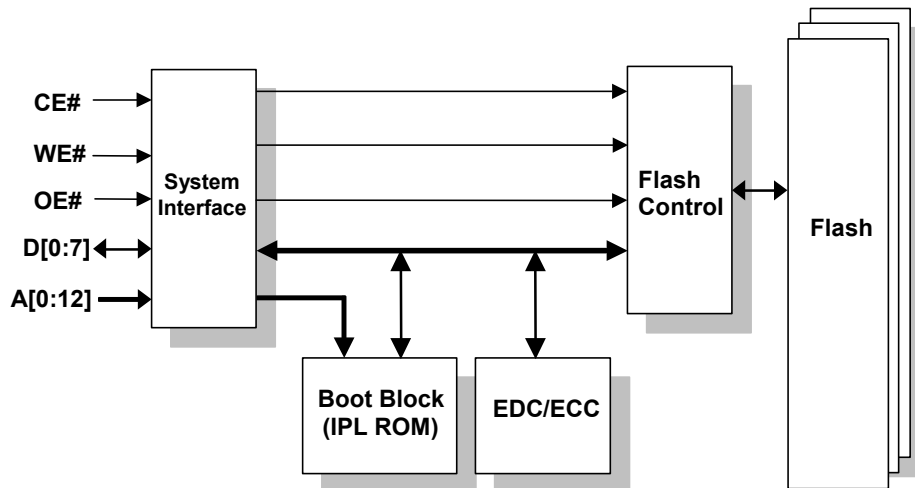 CE#
WE#
OE#
D[0:7]
A[0:12]
System
Interface
Boot Block
(IPL ROM)
EDC/ECC
Flash
Control
Flash